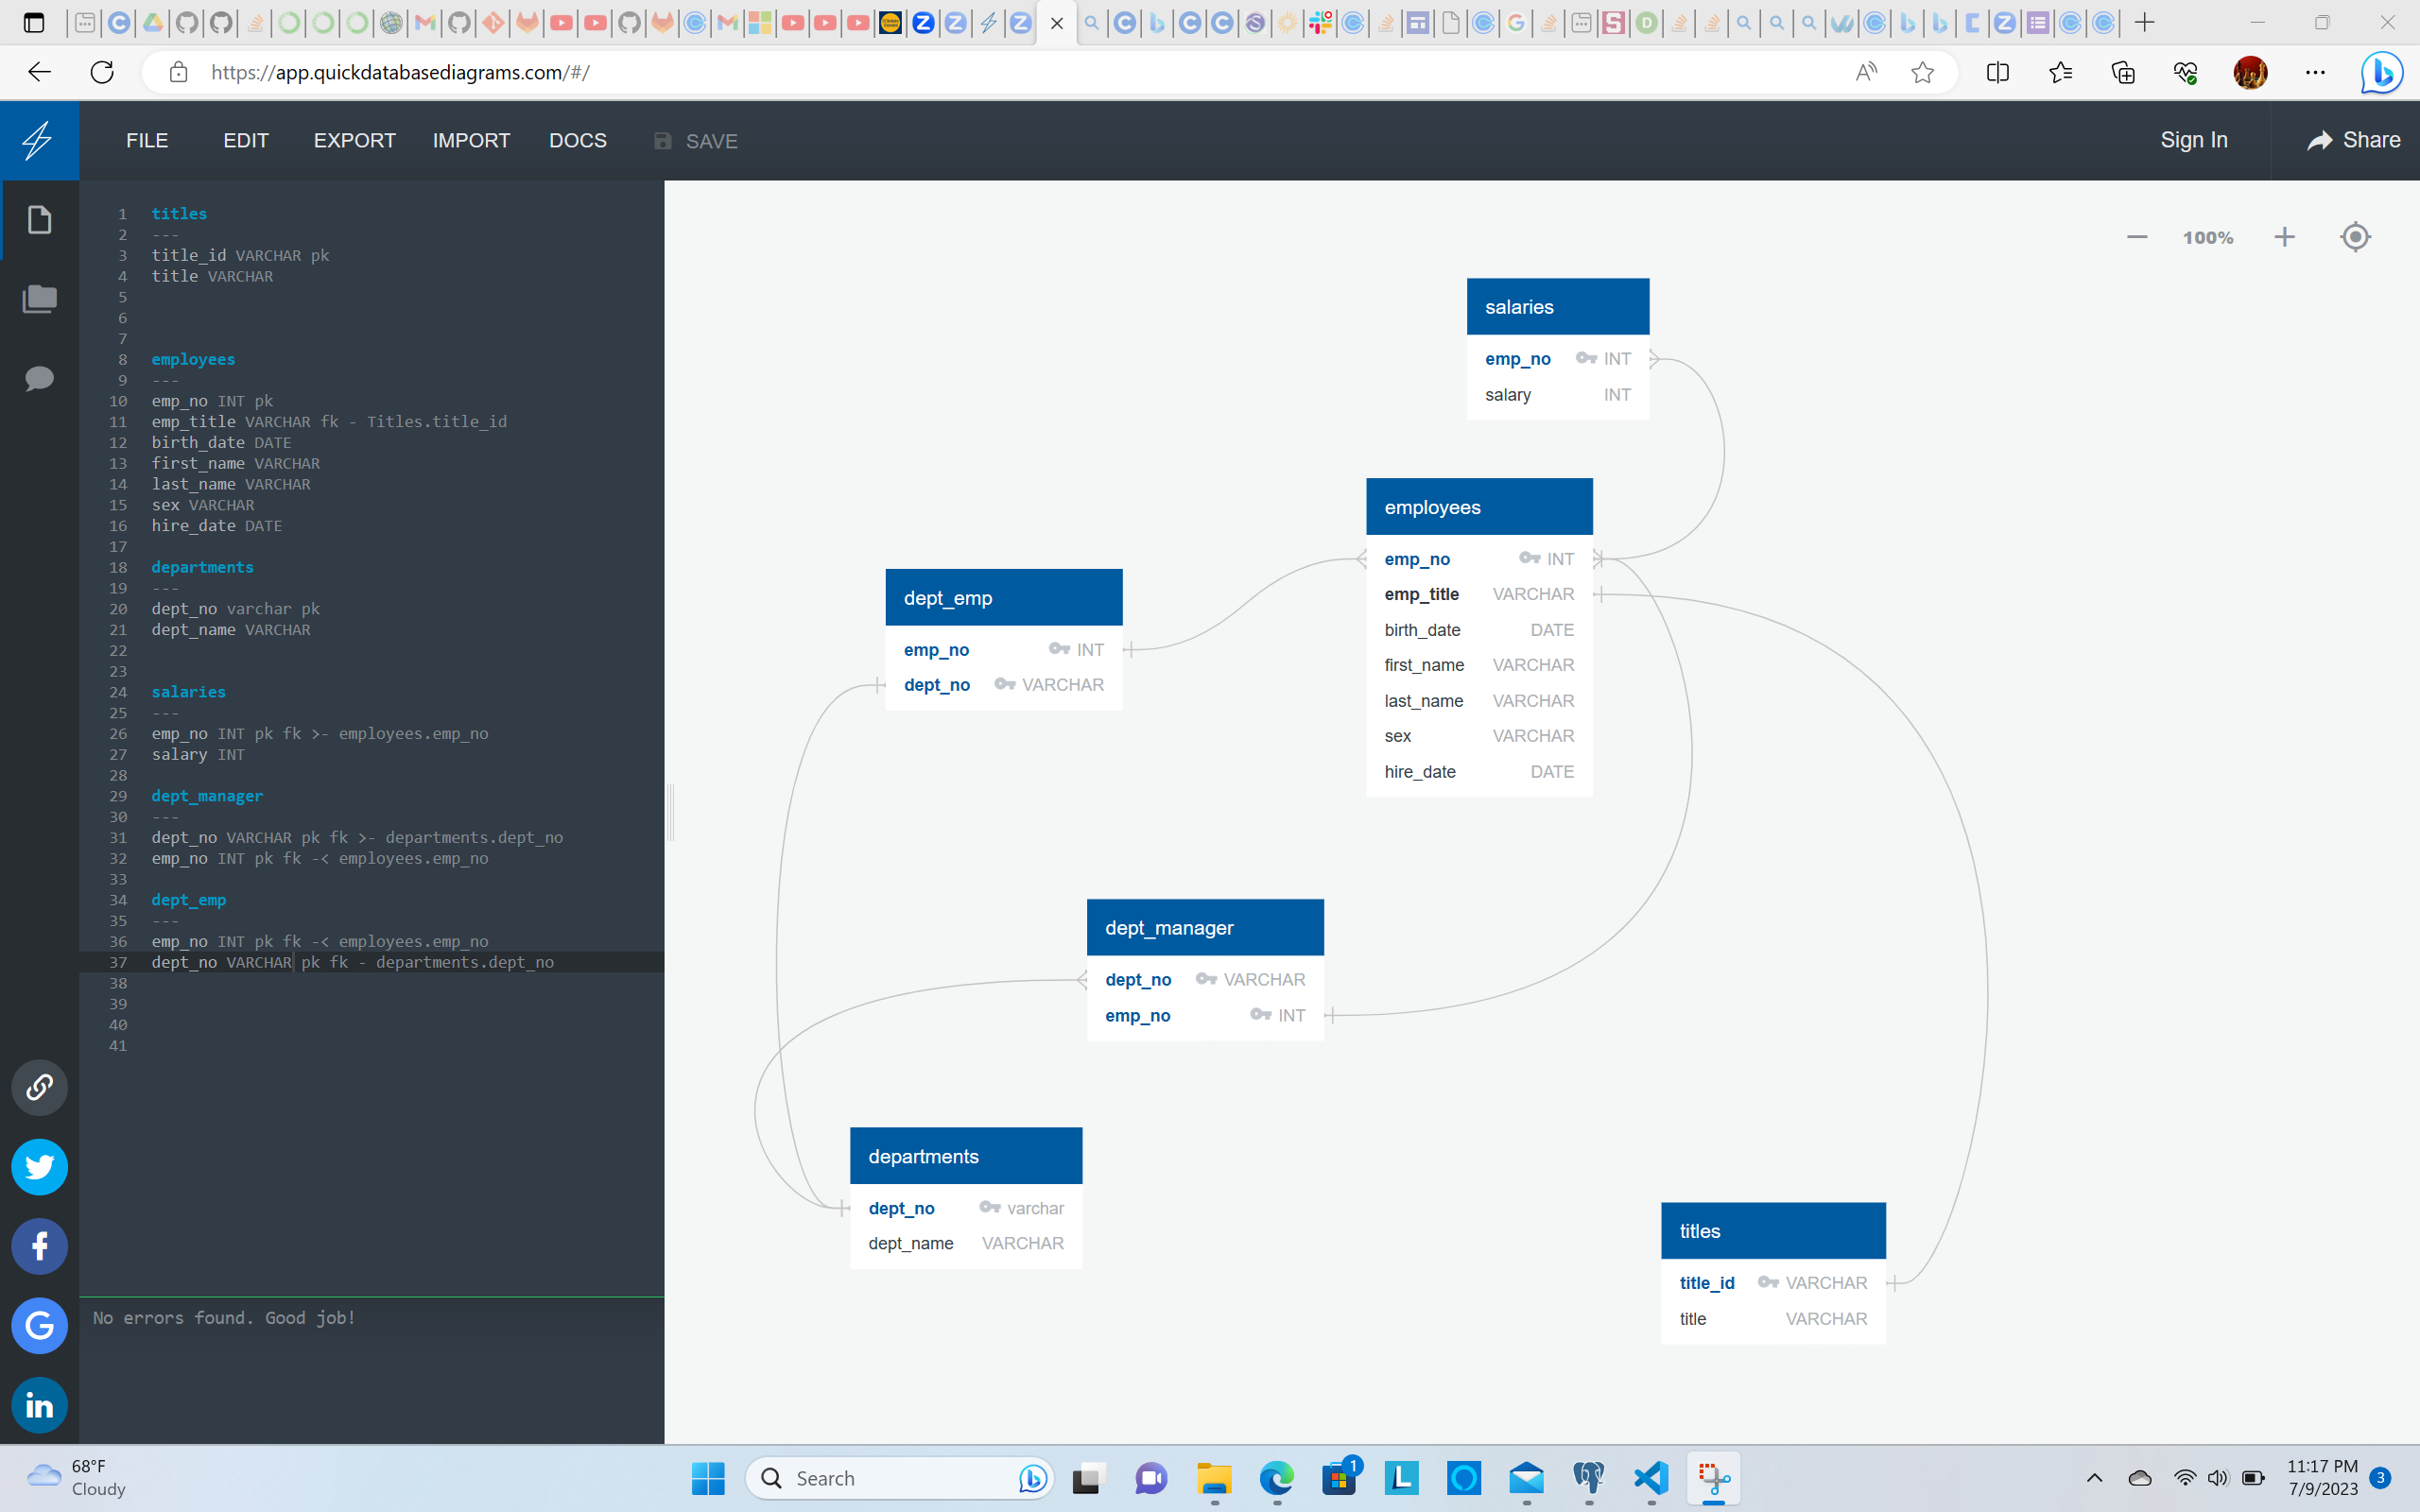 https://app.quickdatabasediagrams.com/#/
FILE EDIT EXPORT IMPORT DOCS SAVE Sign In Share
1 titles
2 ---
3 title_id VARCHAR pk
4 title VARCHAR
5
6
7
8 employees
9 ---
10 emp_no INT pk
11 emp_title VARCHAR fk - Titles.title_id
12 birth_date DATE
13 first_name VARCHAR
14 last_name VARCHAR
15 sex VARCHAR
16 hire_date DATE
17
18 departments
19 ---
20 dept_no varchar pk
21 dept_name VARCHAR
22
23
24 salaries
25 ---
26 emp_no INT pk fk >- employees.emp_no
27 salary INT
28
29 dept_manager
30 ---
31 dept_no VARCHAR pk fk >- departments.dept_no
32 emp_no INT pk fk -< employees.emp_no
33
34 dept_emp
35 ---
36 emp_no INT pk fk -< employees.emp_no
37 dept_no VARCHAR pk fk - departments.dept_no
38
39
40
41
No errors found. Good job!
100%
salaries
emp_no INT
salary INT
employees
emp_no INT
emp_title VARCHAR
birth_date DATE
first_name VARCHAR
last_name VARCHAR
sex VARCHAR
hire_date DATE
dept_emp
emp_no INT
dept_no VARCHAR
dept_manager
dept_no VARCHAR
emp_no INT
departments
dept_no varchar
dept_name VARCHAR
titles
title_id VARCHAR
title VARCHAR
68°F
Cloudy
Search
1
11:17 PM
7/9/2023
3